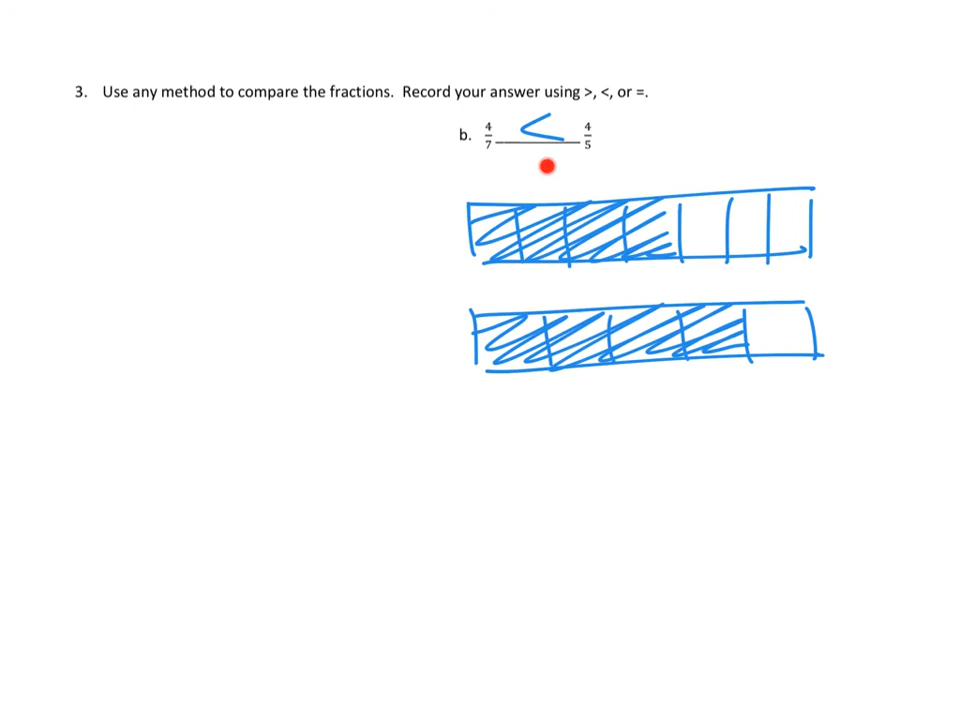 3. Use any method to compare the fractions. Record your answer using >, <, or =.
b. 4/7 < 4/5